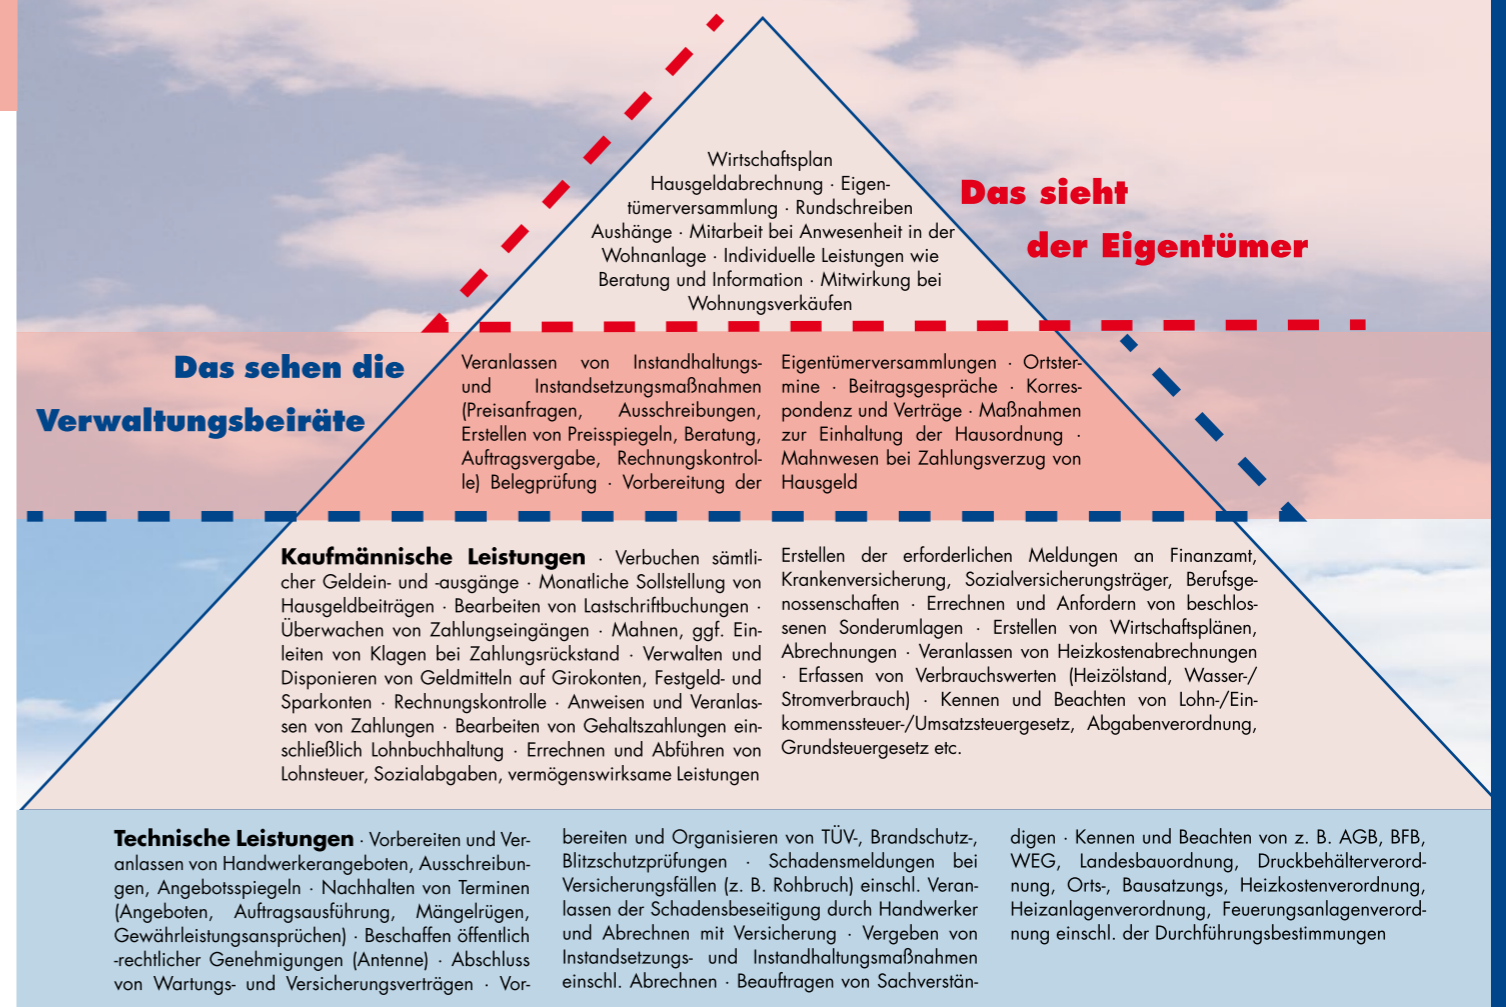 Wirtschaftsplan
Hausgeldabrechnung · Eigen-
tümerversammlung · Rundschreiben
Aushänge · Mitarbeit bei Anwesenheit in der
Wohnanlage · Individuelle Leistungen wie
Beratung und Information · Mitwirkung bei
Wohnungsverkäufen
Das sieht
der Eigentümer
Das sehen die
Verwaltungsbeiräte
Veranlassen von Instandhaltungs-
und Instandsetzungsmaßnahmen
(Preisanfragen, Ausschreibungen,
Erstellen von Preisspiegeln, Beratung,
Auftragsvergabe, Rechnungskontrol-
le) Belegprüfung · Vorbereitung der
Eigentümerversammlungen · Ortster-
mine · Beitragsgespräche · Korres-
pondenz und Verträge · Maßnahmen
zur Einhaltung der Hausordnung ·
Mahnwesen bei Zahlungsverzug von
Hausgeld
Kaufmännische Leistungen · Verbuchen sämtli-
cher Geldein- und -ausgänge · Monatliche Sollstellung von
Hausgeldbeiträgen · Bearbeiten von Lastschriftbuchungen ·
Überwachen von Zahlungseingängen · Mahnen, ggf. Ein-
leiten von Klagen bei Zahlungsrückstand · Verwalten und
Disponieren von Geldmitteln auf Girokonten, Festgeld- und
Sparkonten · Rechnungskontrolle · Anweisen und Veranlas-
sen von Zahlungen · Bearbeiten von Gehaltszahlungen ein-
schließlich Lohnbuchhaltung · Errechnen und Abführen von
Lohnsteuer, Sozialabgaben, vermögenswirksame Leistungen
Erstellen der erforderlichen Meldungen an Finanzamt,
Krankenversicherung, Sozialversicherungsträger, Berufsge-
nossenschaften · Errechnen und Anfordern von beschlos-
senen Sonderumlagen · Erstellen von Wirtschaftsplänen,
Abrechnungen · Veranlassen von Heizkostenabrechnungen
· Erfassen von Verbrauchswerten (Heizölstand, Wasser-/
Stromverbrauch) · Kennen und Beachten von Lohn-/Ein-
kommenssteuer-/Umsatzsteuergesetz, Abgabenverordnung,
Grundsteuergesetz etc.
Technische Leistungen · Vorbereiten und Ver-
anlassen von Handwerkerangeboten, Ausschreibun-
gen, Angebotsspiegeln · Nachhalten von Terminen
(Angeboten, Auftragsausführung, Mängelrügen,
Gewährleistungsansprüchen) · Beschaffen öffentlich
-rechtlicher Genehmigungen (Antenne) · Abschluss
von Wartungs- und Versicherungsverträgen · Vor-
bereiten und Organisieren von TÜV-, Brandschutz-,
Blitzschutzprüfungen · Schadensmeldungen bei
Versicherungsfällen (z. B. Rohbruch) einschl. Veran-
lassen der Schadensbeseitigung durch Handwerker
und Abrechnen mit Versicherung · Vergeben von
Instandsetzungs- und Instandhaltungsmaßnahmen
einschl. Abrechnen · Beauftragen von Sachverstän-
digen · Kennen und Beachten von z. B. AGB, BFB,
WEG, Landesbauordnung, Druckbehälterverord-
nung, Orts-, Bausatzungs, Heizkostenverordnung,
Heizanlagenverordnung, Feuerungsanlagenverord-
nung einschl. der Durchführungsbestimmungen